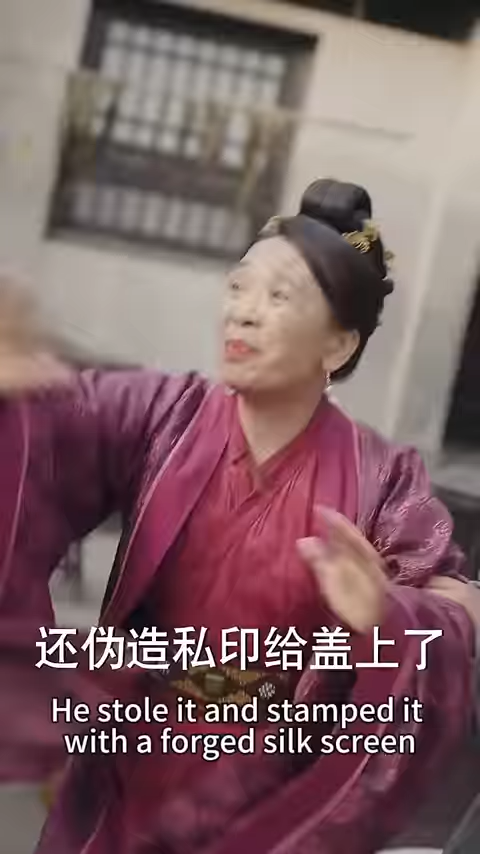 还伪造私印给盖上了
He stole it and stamped it
with a forged silk screen